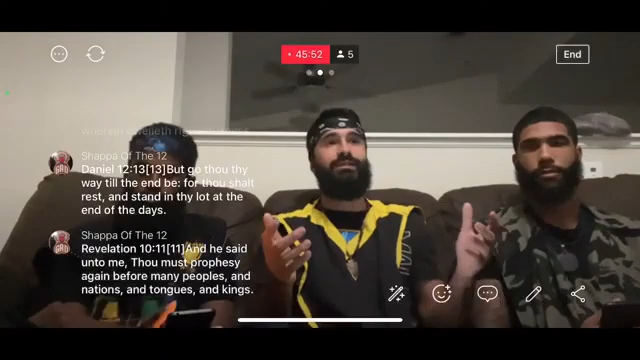 45:52
5
End
Shappa Of The 12
Daniel 12:13[13]But go thou thy
way till the end be: for thou shalt
rest, and stand in thy lot at the
end of the days.
Shappa Of The 12
Revelation 10:11[11]And he said
unto me, Thou must prophesy
again before many peoples, and
nations, and tongues, and kings.